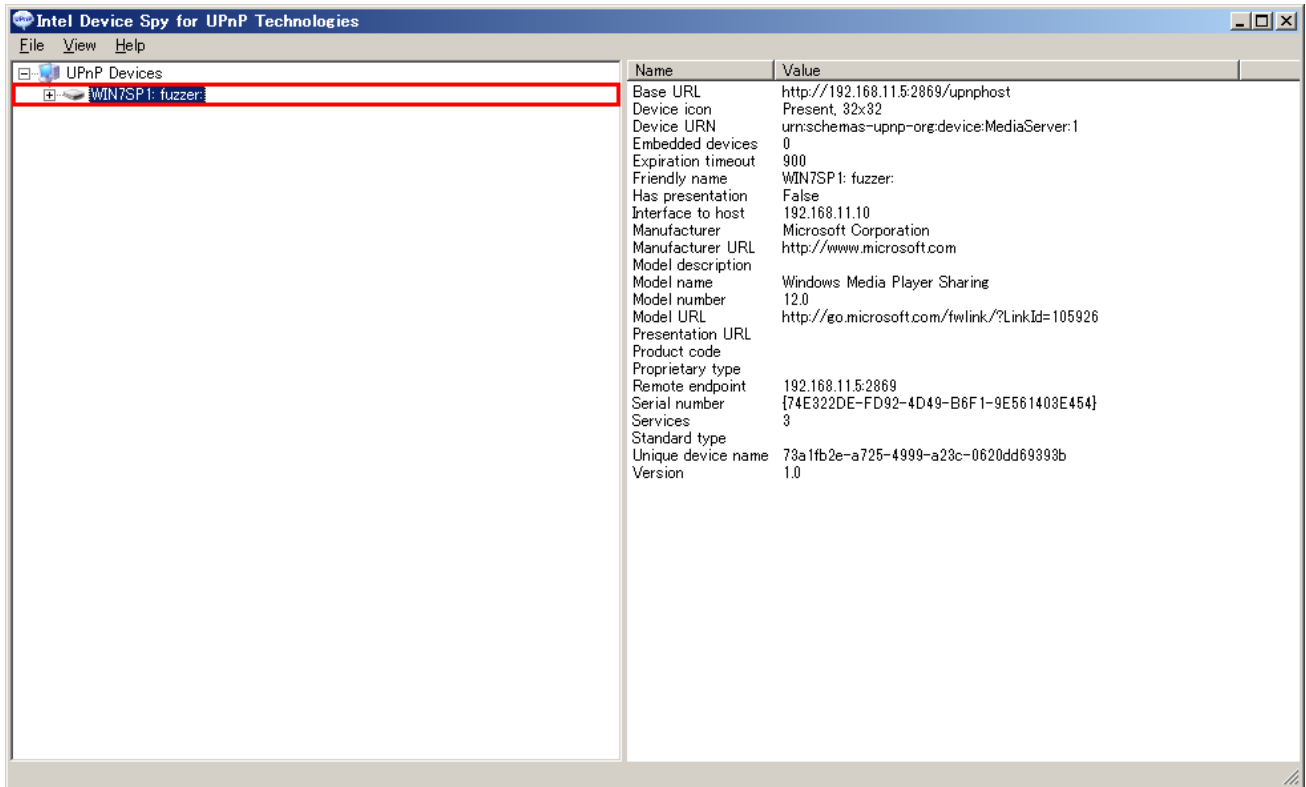 Intel Device Spy for UPnP Technologies
File View Help
UPnP Devices
WIN7SP1: fuzzer:
Name Value
Base URL http://192.168.11.5:2869/upnphost
Device icon Present, 32x32
Device URN urn:schemas-upnp-org:device:MediaServer:1
Embedded devices 0
Expiration timeout 900
Friendly name WIN7SP1: fuzzer:
Has presentation False
Interface to host 192.168.11.10
Manufacturer Microsoft Corporation
Manufacturer URL http://www.microsoft.com
Model description
Model name Windows Media Player Sharing
Model number 12.0
Model URL http://go.microsoft.com/fwlink/?LinkId=105926
Presentation URL
Product code
Proprietary type
Remote endpoint 192.168.11.5:2869
Serial number {74E322DE-FD92-4D49-B6F1-9E561403E454}
Services 3
Standard type
Unique device name 73a1fb2e-a725-4999-a23c-0620dd69393b
Version 1.0